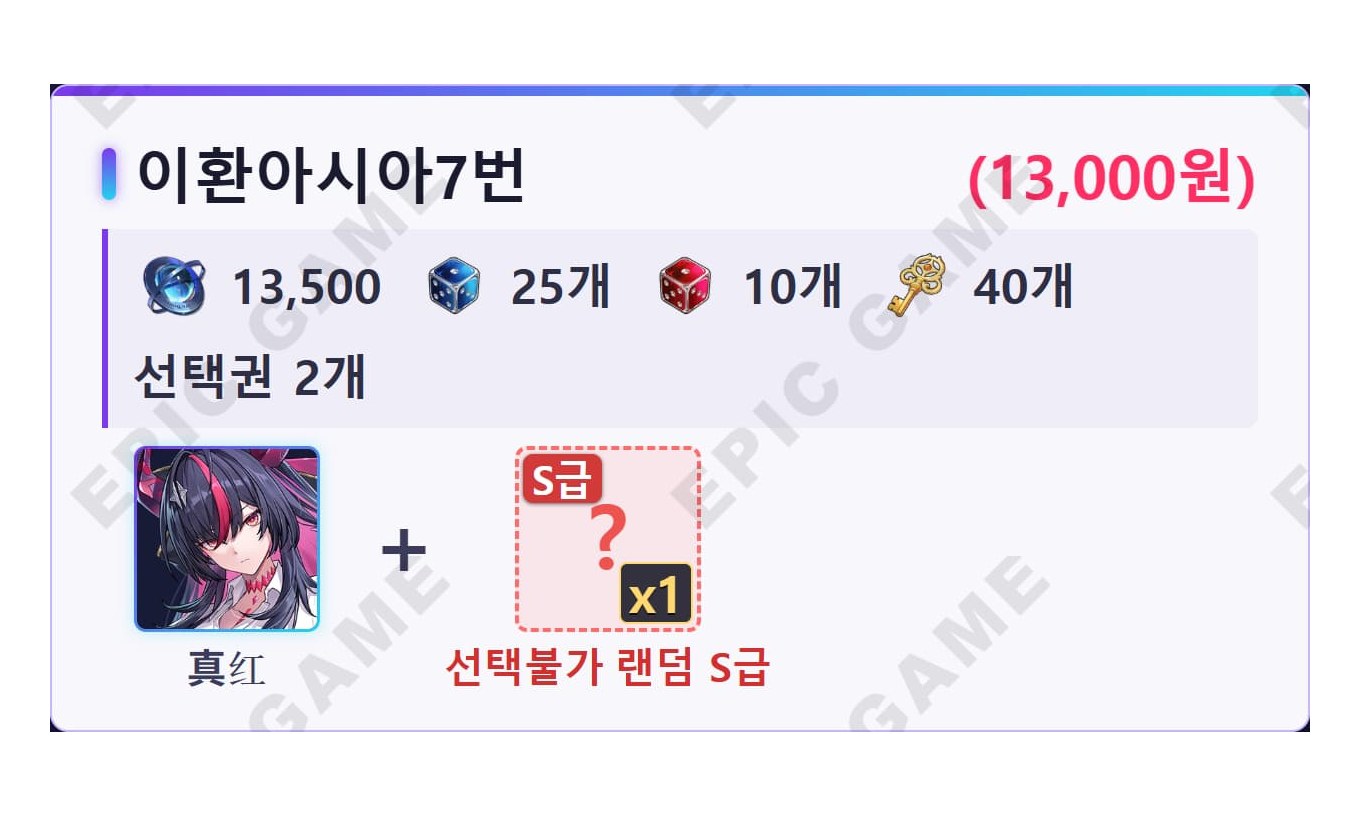 이환아시아7번 (13,000원)
13,500 25개 10개 40개
선택권 2개
S급
?
+
x1
真红
선택불가 랜덤 S급
EPIC GAME